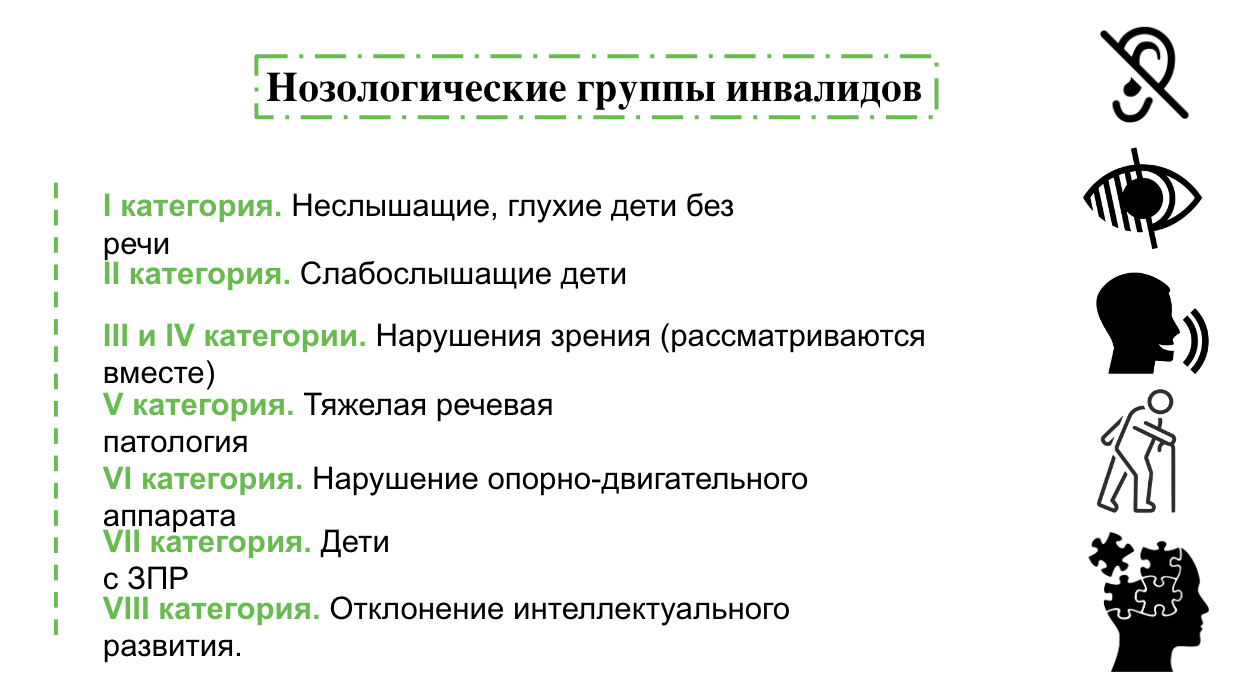 Нозологические группы инвалидов
I категория. Неслышащие, глухие дети без
речи
II категория. Слабослышащие дети
III и IV категории. Нарушения зрения (рассматриваются
вместе)
V категория. Тяжелая речевая
патология
VI категория. Нарушение опорно-двигательного
аппарата
VII категория. Дети
с ЗПР
VIII категория. Отклонение интеллектуального
развития.